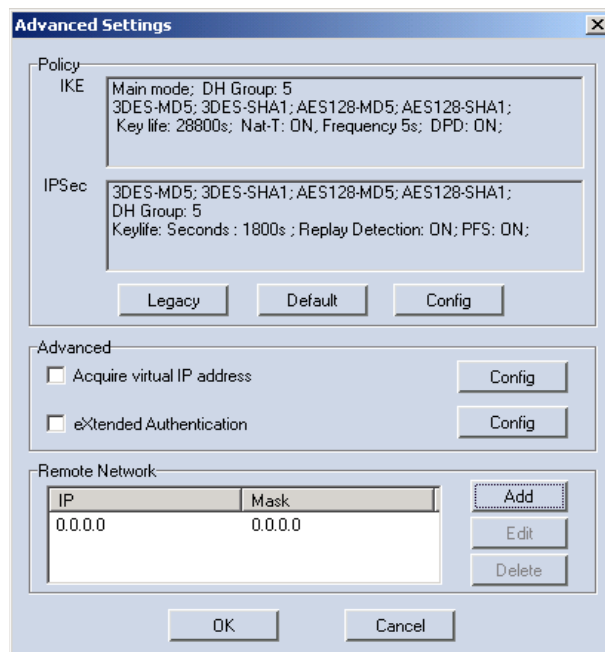 Advanced Settings
Policy
IKE
Main mode; DH Group: 5
3DES-MD5; 3DES-SHA1; AES128-MD5; AES128-SHA1;
Key life: 28800s; Nat-T: ON, Frequency 5s; DPD: ON;
IPSec
3DES-MD5; 3DES-SHA1; AES128-MD5; AES128-SHA1;
DH Group: 5
Keylife: Seconds : 1800s ; Replay Detection: ON; PFS: ON;
Legacy Default Config
Advanced
Acquire virtual IP address Config
eXtended Authentication Config
Remote Network
IP Mask
0.0.0.0 0.0.0.0
Add
Edit
Delete
OK Cancel